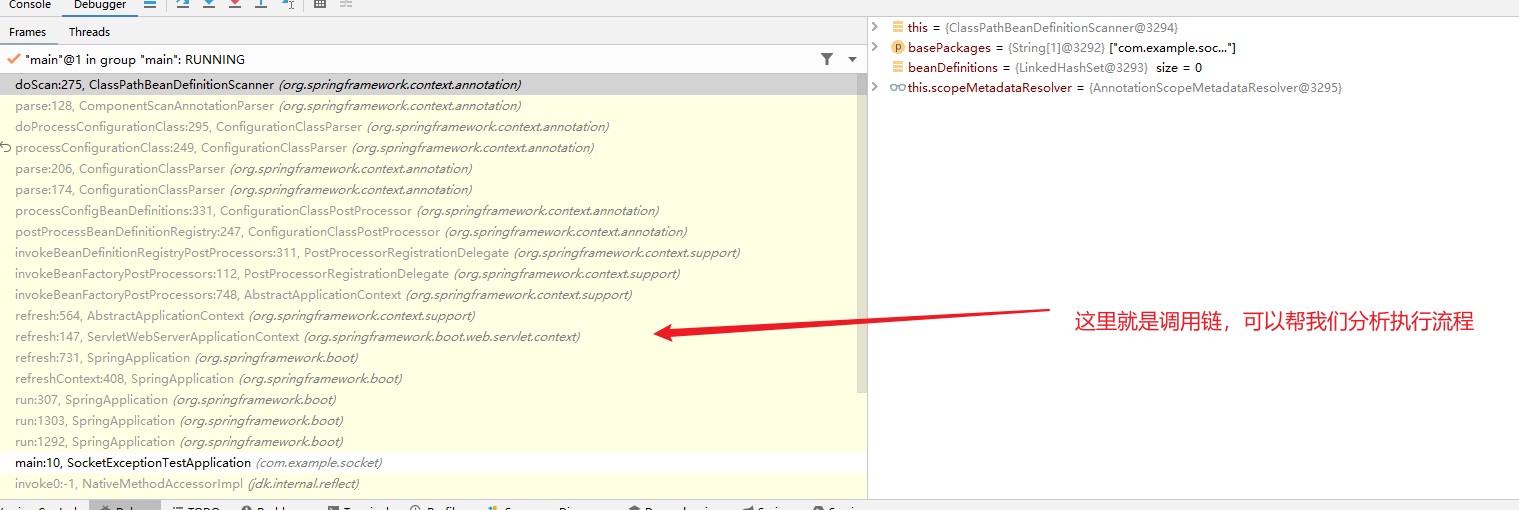 Console Debugger
Frames Threads
"main"@1 in group "main": RUNNING
doScan:275, ClassPathBeanDefinitionScanner (org.springframework.context.annotation)
parse:128, ComponentScanAnnotationParser (org.springframework.context.annotation)
doProcessConfigurationClass:295, ConfigurationClassParser (org.springframework.context.annotation)
processConfigurationClass:249, ConfigurationClassParser (org.springframework.context.annotation)
parse:206, ConfigurationClassParser (org.springframework.context.annotation)
parse:174, ConfigurationClassParser (org.springframework.context.annotation)
processConfigBeanDefinitions:331, ConfigurationClassPostProcessor (org.springframework.context.annotation)
postProcessBeanDefinitionRegistry:247, ConfigurationClassPostProcessor (org.springframework.context.annotation)
invokeBeanDefinitionRegistryPostProcessors:311, PostProcessorRegistrationDelegate (org.springframework.context.support)
invokeBeanFactoryPostProcessors:112, PostProcessorRegistrationDelegate (org.springframework.context.support)
invokeBeanFactoryPostProcessors:748, AbstractApplicationContext (org.springframework.context.support)
refresh:564, AbstractApplicationContext (org.springframework.context.support)
refresh:147, ServletWebServerApplicationContext (org.springframework.boot.web.servlet.context)
refresh:731, SpringApplication (org.springframework.boot)
refreshContext:408, SpringApplication (org.springframework.boot)
run:307, SpringApplication (org.springframework.boot)
run:1303, SpringApplication (org.springframework.boot)
run:1292, SpringApplication (org.springframework.boot)
main:10, SocketExceptionTestApplication (com.example.socket)
invoke0:-1, NativeMethodAccessorImpl (jdk.internal.reflect)
this = {ClassPathBeanDefinitionScanner@3294}
p basePackages = {String[1]@3292} ["com.example.soc..."]
beanDefinitions = {LinkedHashSet@3293} size = 0
this.scopeMetadataResolver = {AnnotationScopeMetadataResolver@3295}
这里就是调用链，可以帮我们分析执行流程